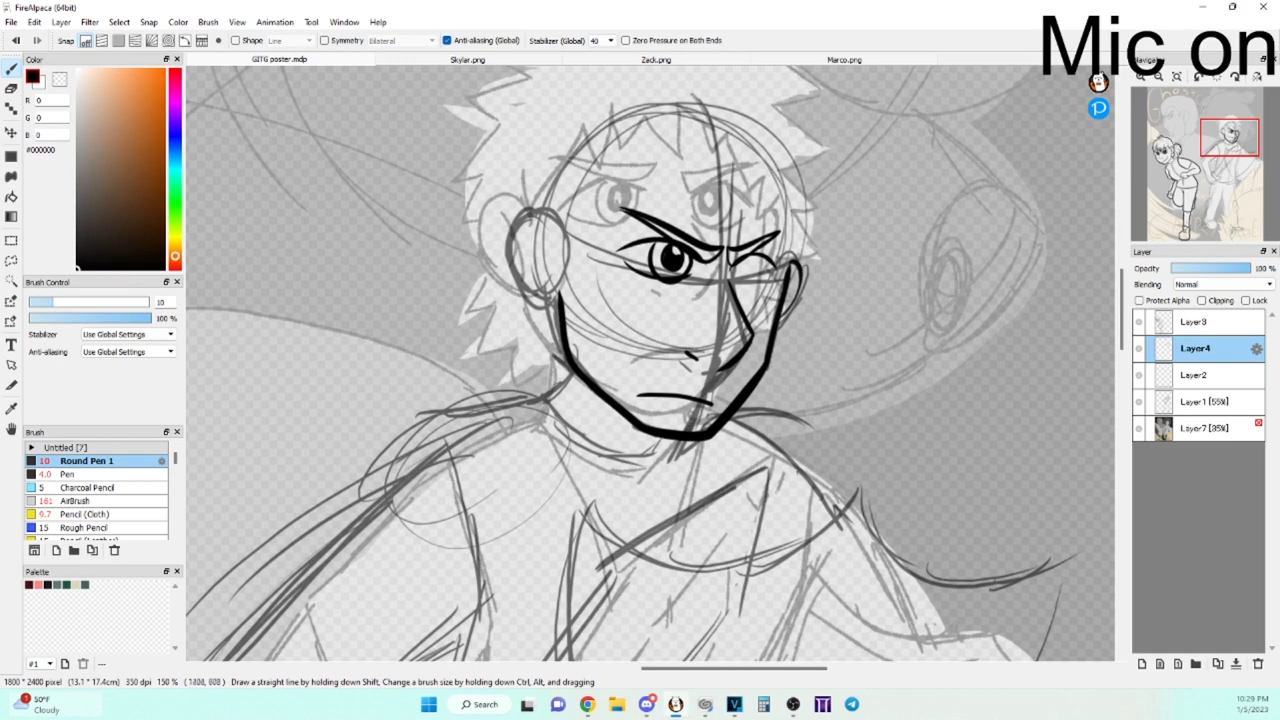 FireAlpaca (64bit)
File Edit Layer Filter Select Snap Color Brush View Animation Tool Window Help
Mic on
Snap off Shape Line Symmetry Bilateral Anti-aliasing (Global) Stabilizer (Global) 40 Zero Pressure on Both Ends
Color
GITG poster.mdp Skylar.png Zack.png Marco.png
R 0
G 0
B 0
#000000
Layer
Opacity 100 %
Brush Control
Blending Normal
10
Protect Alpha Clipping Lock
100 %
Layer3
Stabilizer Use Global Settings
Layer4
Anti-aliasing Use Global Settings
Layer2
Layer1 [55%]
Layer7 [35%]
Brush
Untitled [7]
10 Round Pen 1
4.0 Pen
5 Charcoal Pencil
161 AirBrush
9.7 Pencil (Cloth)
15 Rough Pencil
Palette
#1
1800 * 2400 pixel (13.1 * 17.4cm) 350 dpi 150 % Draw a straight line by holding down Shift, Change a brush size by holding down Ctrl, Alt, and dragging
50°F
Cloudy
Search
10:29 PM
1/5/2023